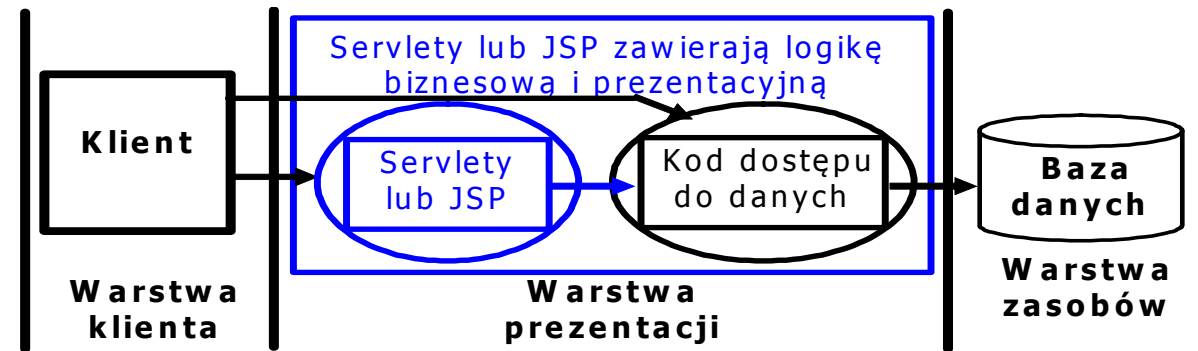 Servlety lub JSP zawierają logikę
biznesową i prezentacyjną
Klient
Servlety
lub JSP
Kod dostępu
do danych
Baza
danych
Warstwa
klienta
Warstwa
prezentacji
Warstwa
zasobów